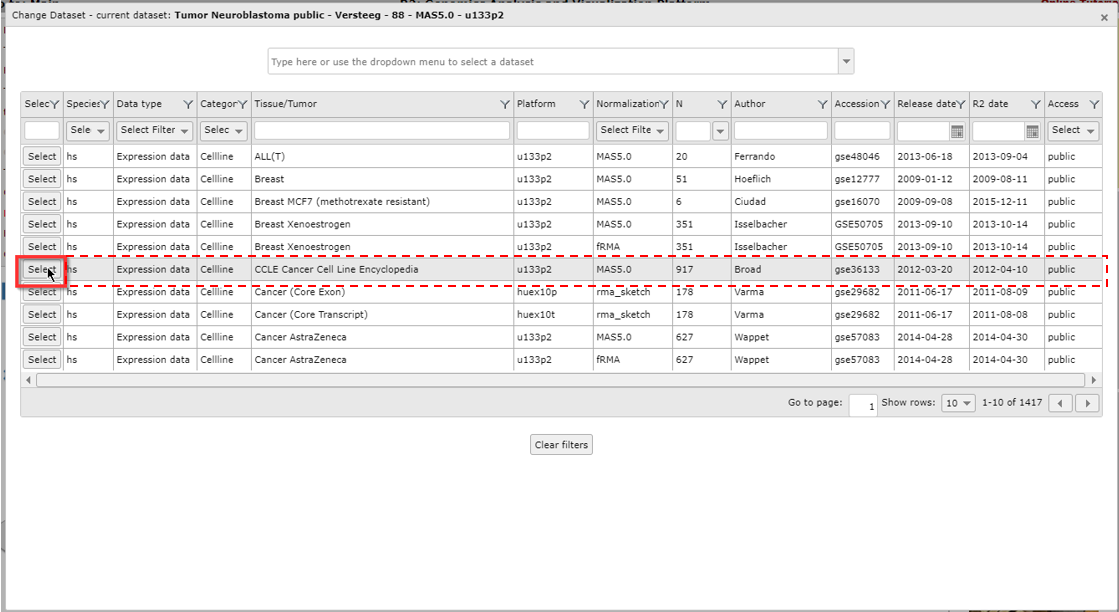 Change Dataset - current dataset: Tumor Neuroblastoma public - Versteeg - 88 - MAS5.0 - u133p2
Type here or use the dropdown menu to select a dataset
Selec Species Data type Categor Tissue/Tumor Platform Normalization N Author Accession Release date R2 date Access
Sele Select Filter Selec Select Filte Select
Select hs Expression data Cellline ALL(T) u133p2 MAS5.0 20 Ferrando gse48046 2013-06-18 2013-09-04 public
Select hs Expression data Cellline Breast u133p2 MAS5.0 51 Hoeflich gse12777 2009-01-12 2009-08-11 public
Select hs Expression data Cellline Breast MCF7 (methotrexate resistant) u133p2 MAS5.0 6 Ciudad gse16070 2009-09-08 2015-12-11 public
Select hs Expression data Cellline Breast Xenoestrogen u133p2 MAS5.0 351 Isselbacher GSE50705 2013-09-10 2013-10-14 public
Select hs Expression data Cellline Breast Xenoestrogen u133p2 fRMA 351 Isselbacher GSE50705 2013-09-10 2013-10-14 public
Select hs Expression data Cellline CCLE Cancer Cell Line Encyclopedia u133p2 MAS5.0 917 Broad gse36133 2012-03-20 2012-04-10 public
Select hs Expression data Cellline Cancer (Core Exon) huex10p rma_sketch 178 Varma gse29682 2011-06-17 2011-08-09 public
Select hs Expression data Cellline Cancer (Core Transcript) huex10t rma_sketch 178 Varma gse29682 2011-06-17 2011-08-08 public
Select hs Expression data Cellline Cancer AstraZeneca u133p2 MAS5.0 627 Wappet gse57083 2014-04-28 2014-04-30 public
Select hs Expression data Cellline Cancer AstraZeneca u133p2 fRMA 627 Wappet gse57083 2014-04-28 2014-04-30 public
Go to page: 1 Show rows: 10 1-10 of 1417
Clear filters